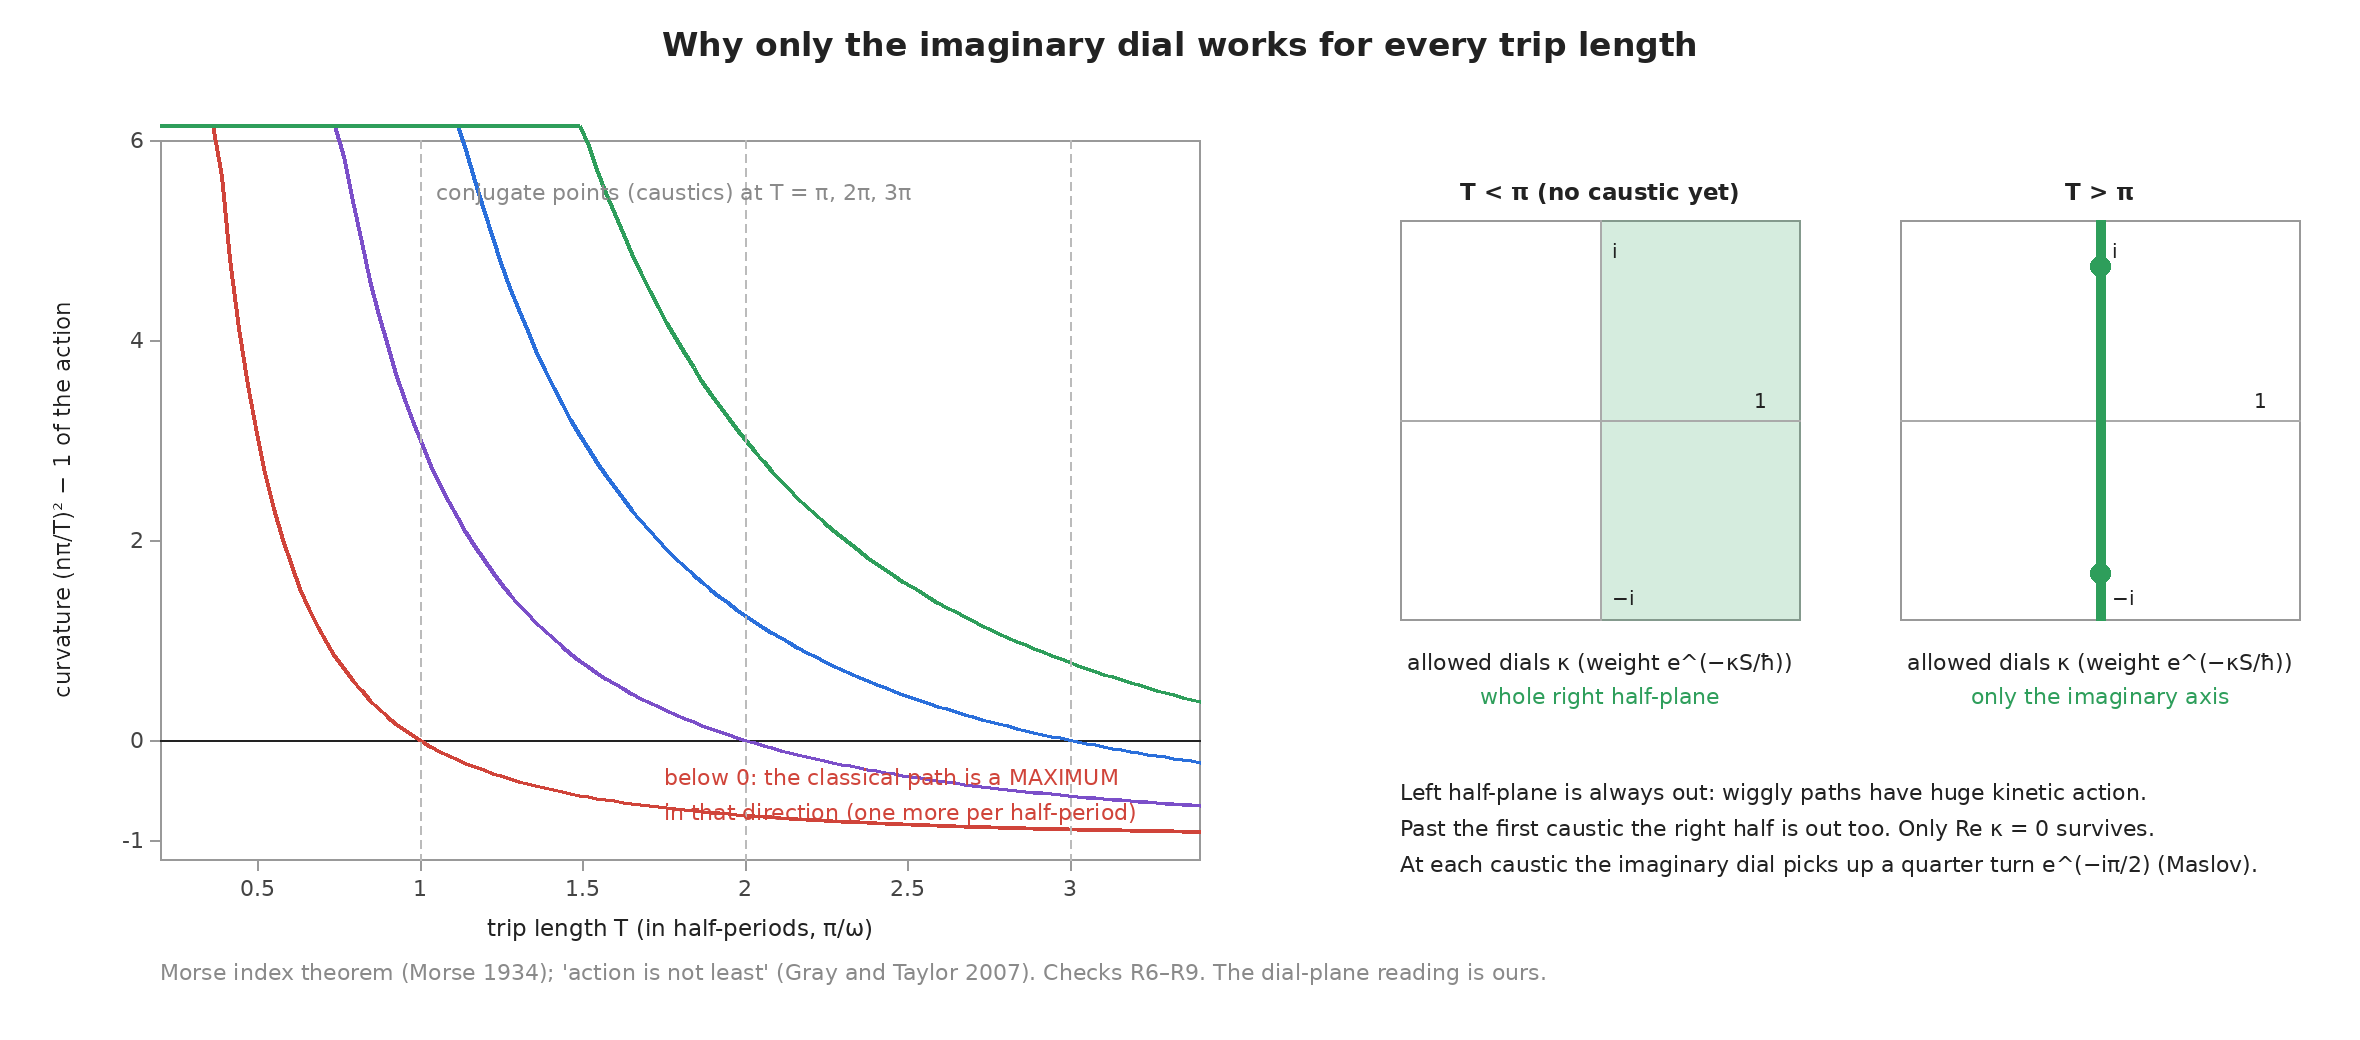 Why only the imaginary dial works for every trip length
6
4
2
0
-1
curvature (nπ/T)² − 1 of the action
conjugate points (caustics) at T = π, 2π, 3π
below 0: the classical path is a MAXIMUM
in that direction (one more per half-period)
0.5
1
1.5
2
2.5
3
trip length T (in half-periods, π/ω)
T < π (no caustic yet)
i
1
−i
allowed dials κ (weight e^(−κS/ħ))
whole right half-plane
T > π
i
1
−i
allowed dials κ (weight e^(−κS/ħ))
only the imaginary axis
Left half-plane is always out: wiggly paths have huge kinetic action.
Past the first caustic the right half is out too. Only Re κ = 0 survives.
At each caustic the imaginary dial picks up a quarter turn e^(−iπ/2) (Maslov).
Morse index theorem (Morse 1934); 'action is not least' (Gray and Taylor 2007). Checks R6–R9. The dial-plane reading is ours.